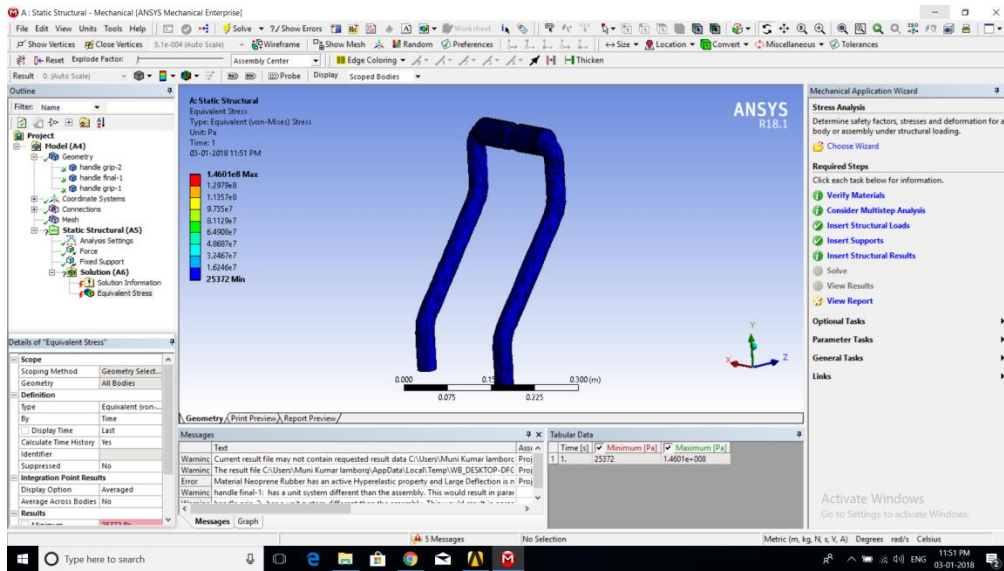 A : Static Structural - Mechanical [ANSYS Mechanical Enterprise]
File Edit View Units Tools Help Solve ?/Show Errors Worksheet
Show Vertices Close Vertices 5.1e-004 (Auto Scale) Wireframe Show Mesh Random Preferences Size Location Convert Miscellaneous Tolerances
Reset Explode Factor: Assembly Center Edge Coloring Thicken
Result 0. (Auto Scale) Probe Display Scoped Bodies
Outline
Filter: Name
Project
Model (A4)
Geometry
handle grip-2
handle final-1
handle grip-1
Coordinate Systems
Connections
Mesh
Static Structural (A5)
Analysis Settings
Force
Fixed Support
Solution (A6)
Solution Information
Equivalent Stress
Details of "Equivalent Stress"
Scope
Scoping Method Geometry Select...
Geometry All Bodies
Definition
Type Equivalent (von-...
By Time
Display Time Last
Calculate Time History Yes
Identifier
Suppressed No
Integration Point Results
Display Option Averaged
Average Across Bodies No
Results
Minimum 25372 Pa
A: Static Structural
Equivalent Stress
Type: Equivalent (von-Mises) Stress
Unit: Pa
Time: 1
03-01-2018 11:51 PM
1.4601e8 Max
1.2979e8
1.1357e8
9.735e7
8.1129e7
6.4908e7
4.8687e7
3.2467e7
1.6246e7
25372 Min
ANSYS
R18.1
Y
X
Z
0.000 0.15 0.300 (m)
0.075 0.225
Geometry Print Preview Report Preview
Messages
Text
Warning Current result file may not contain requested result data C:\Users\Muni Kumar lamborg Proj
Warning The result file C:\Users\Muni Kumar lamborg\AppData\Local\Temp\WB_DESKTOP-DFG Proj
Error Material Neoprene Rubber has an active Hyperelastic property and Large Deflection is n Proj
Warning handle final-1: has a unit system different than the assembly. This would result in parar
Messages Graph
Tabular Data
Time [s] Minimum [Pa] Maximum [Pa]
1 1. 25372 1.4601e+008
Mechanical Application Wizard
Stress Analysis
Determine safety factors, stresses and deformation for a
body or assembly under structural loading.
Choose Wizard
Required Steps
Click each task below for information.
Verify Materials
Consider Multistep Analysis
Insert Structural Loads
Insert Supports
Insert Structural Results
Solve
View Results
View Report
Optional Tasks
Parameter Tasks
General Tasks
Links
Activate Windows
Go to Settings to activate Windows.
5 Messages No Selection Metric (m, kg, N, s, V, A) Degrees rad/s Celsius
Type here to search
ENG
11:51 PM
03-01-2018